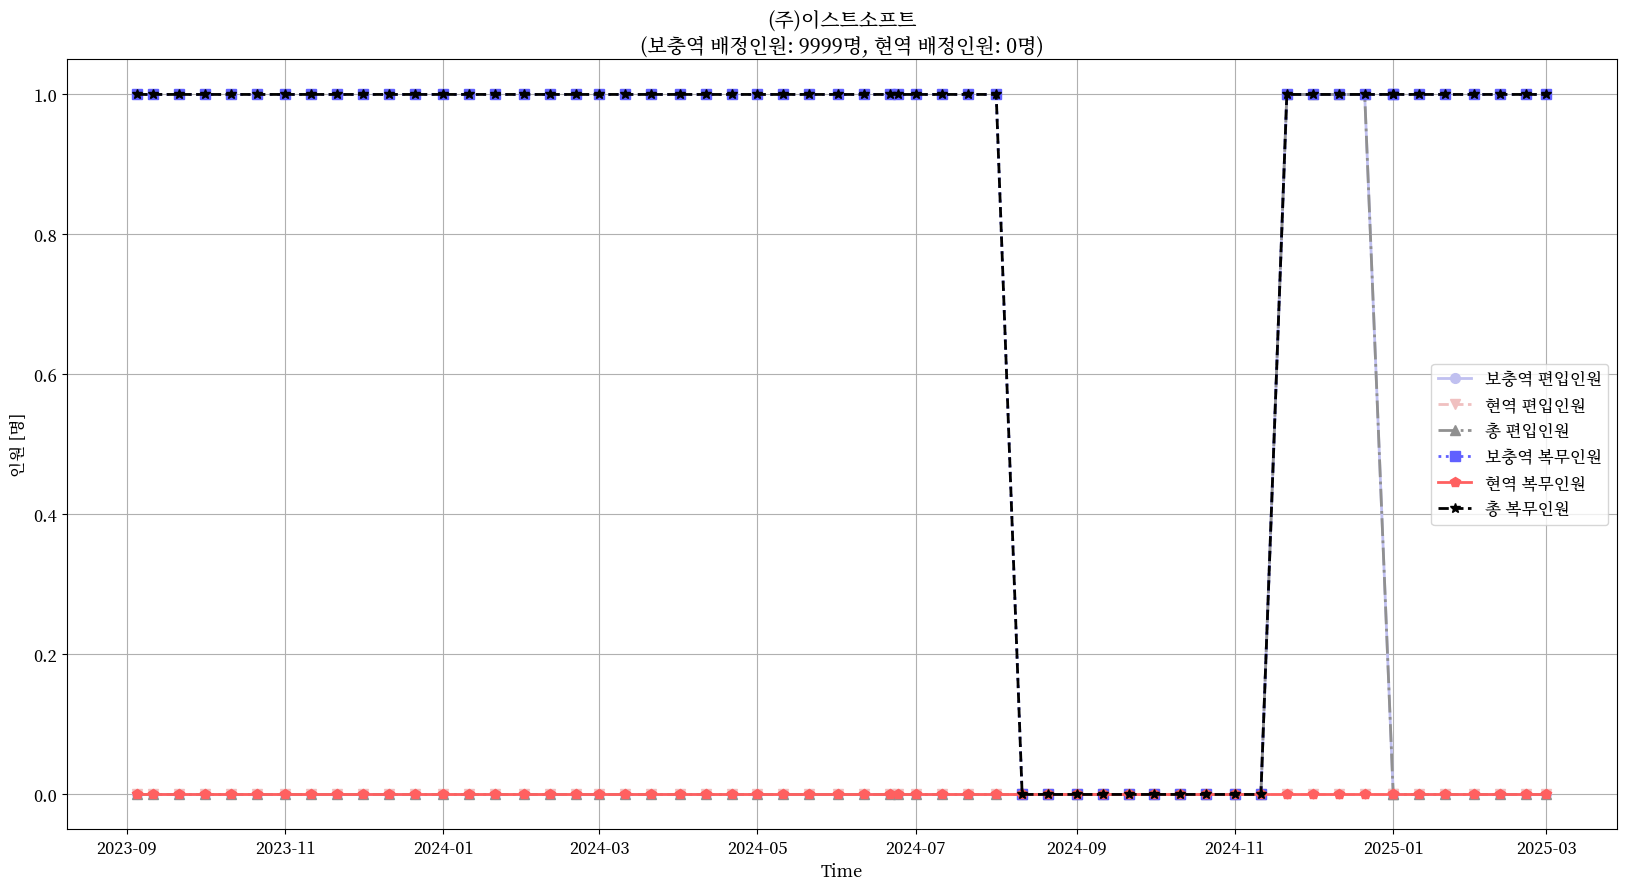 (주)이스트소프트
(보충역 배정인원: 9999명, 현역 배정인원: 0명)
1.0
0.8
0.6
0.4
0.2
0.0
인원 [명]
보충역 편입인원
현역 편입인원
총 편입인원
보충역 복무인원
현역 복무인원
총 복무인원
2023-09
2023-11
2024-01
2024-03
2024-05
2024-07
2024-09
2024-11
2025-01
2025-03
Time